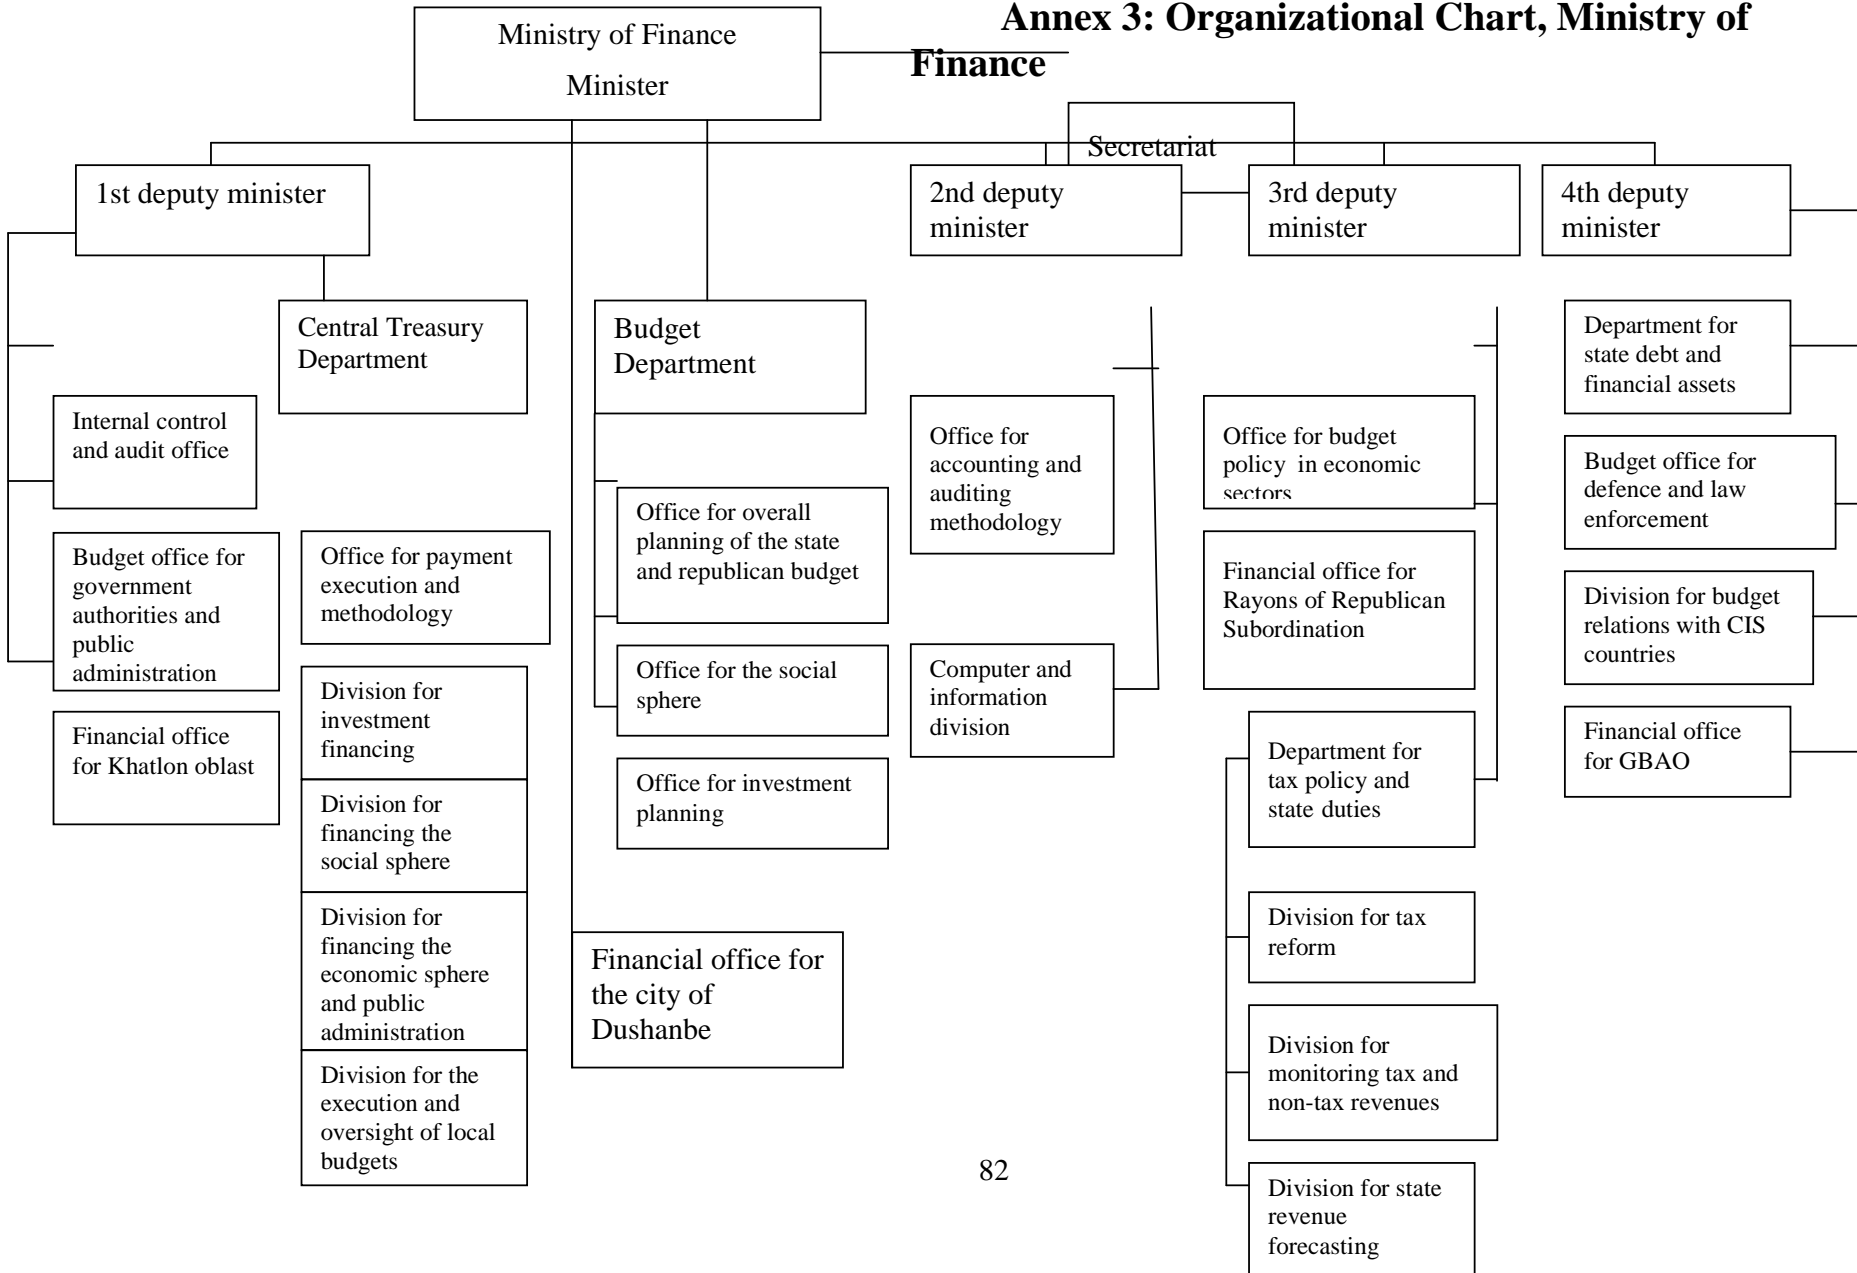 Annex 3: Organizational Chart, Ministry of
Finance
Ministry of Finance
Minister
Secretariat
1st deputy minister
2nd deputy
minister
3rd deputy
minister
4th deputy
minister
Central Treasury
Department
Budget
Department
Department for
state debt and
financial assets
Internal control
and audit office
Office for
accounting and
auditing
methodology
Office for budget
policy in economic
sectors
Budget office for
defence and law
enforcement
Office for overall
planning of the state
and republican budget
Budget office for
government
authorities and
public
administration
Office for payment
execution and
methodology
Financial office for
Rayons of Republican
Subordination
Division for budget
relations with CIS
countries
Office for the social
sphere
Computer and
information
division
Division for
investment
financing
Financial office
for Khatlon oblast
Department for
tax policy and
state duties
Financial office
for GBAO
Office for investment
planning
Division for
financing the
social sphere
Division for
financing the
economic sphere
and public
administration
Division for tax
reform
Financial office for
the city of
Dushanbe
Division for
monitoring tax and
non-tax revenues
Division for the
execution and
oversight of local
budgets
Division for state
revenue
forecasting
82